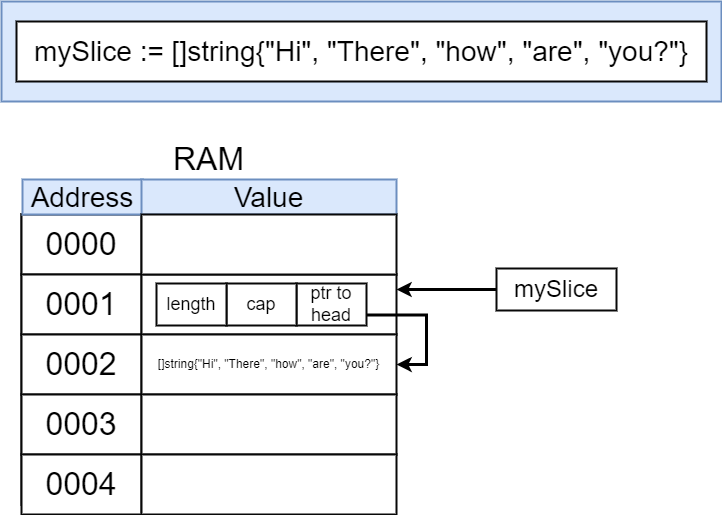 mySlice := []string{"Hi", "There", "how", "are", "you?"}
RAM
Address Value
0000
0001 length cap ptr to head
mySlice
0002 []string{"Hi", "There", "how", "are", "you?"}
0003
0004